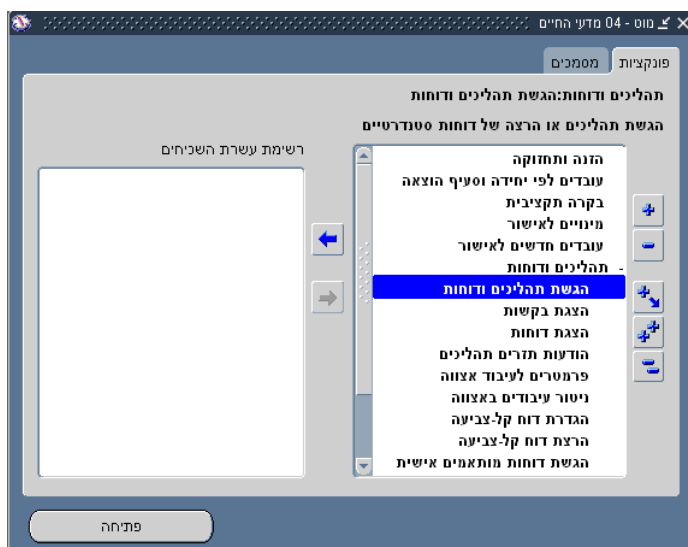 נווט - 04 מדעי החיים
פונקציות
מסמכים
תהליכים ודוחות:הגשת תהליכים ודוחות
הגשת תהליכים או הרצה של דוחות סטנדרטיים
רשימת עשרת השכיחים
הזנה ותחזוקה
עובדים לפי יחידה וסעיף הוצאה
בקרה תקציבית
מינויים לאישור
עובדים חדשים לאישור
- תהליכים ודוחות
הגשת תהליכים ודוחות
הצגת בקשות
הצגת דוחות
הודעות תזרים תהליכים
פרמטרים לעיבוד אצווה
ניטור עיבודים באצווה
הגדרת דוח קל-צביעה
הרצת דוח קל-צביעה
הגשת דוחות מותאמים אישית
פתיחה